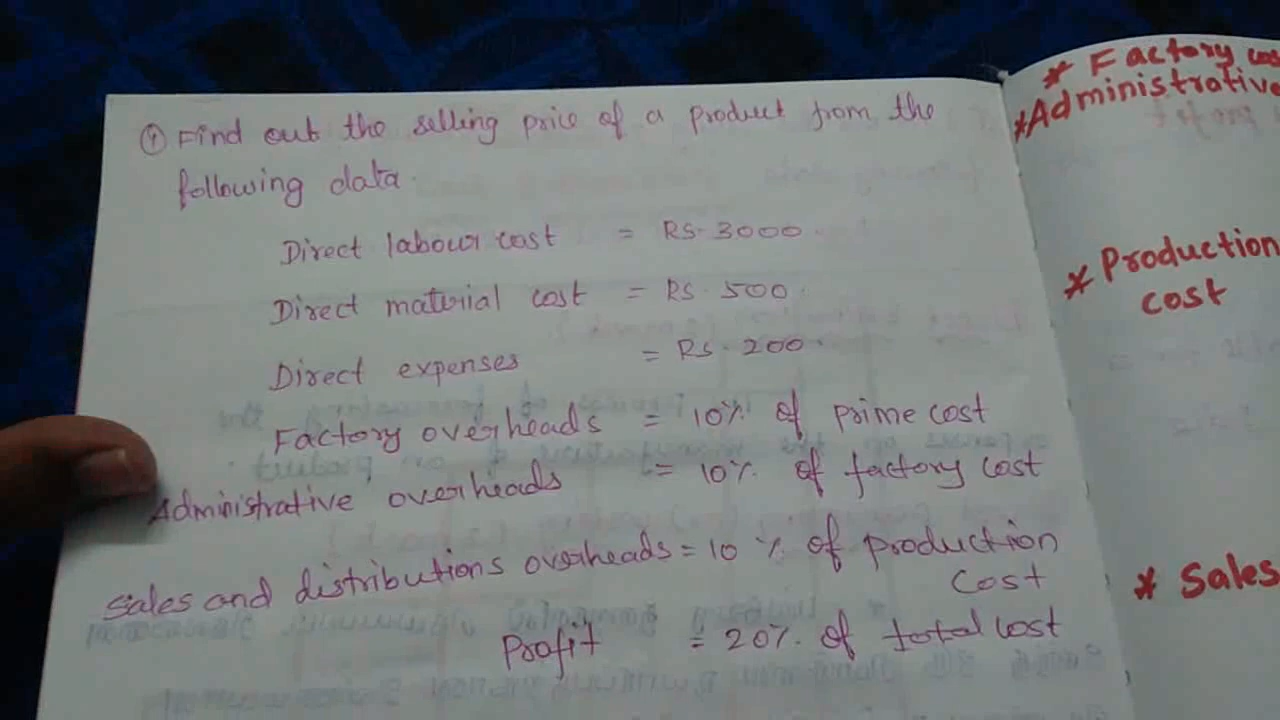 ④ Find out the selling price of a product from the
following data.
Direct labour cost = RS. 3000
Direct material cost = RS. 500.
Direct expenses = Rs. 200.
Factory overheads = 10% of prime cost
Administrative overheads = 10% of factory cost
Sales and distributions overheads = 10% of production
cost
Profit = 20% of total cost
* Factory cos
* Administrative
* Production
cost
* Sales